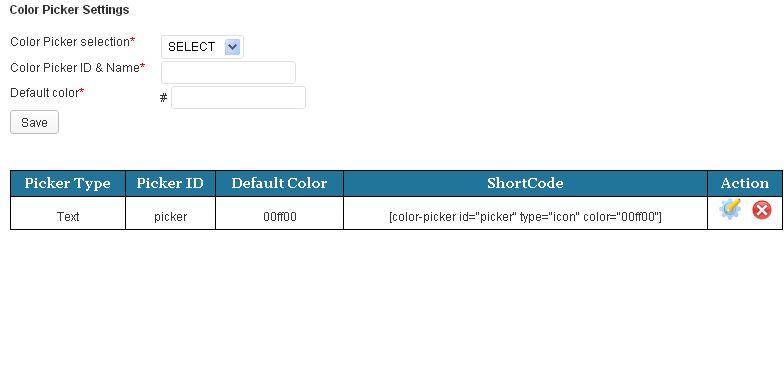 Color Picker Settings
Color Picker selection* SELECT
Color Picker ID & Name*
Default color* #
Save
Picker Type Picker ID Default Color ShortCode Action
Text picker 00ff00 [color-picker id="picker" type="icon" color="00ff00"]